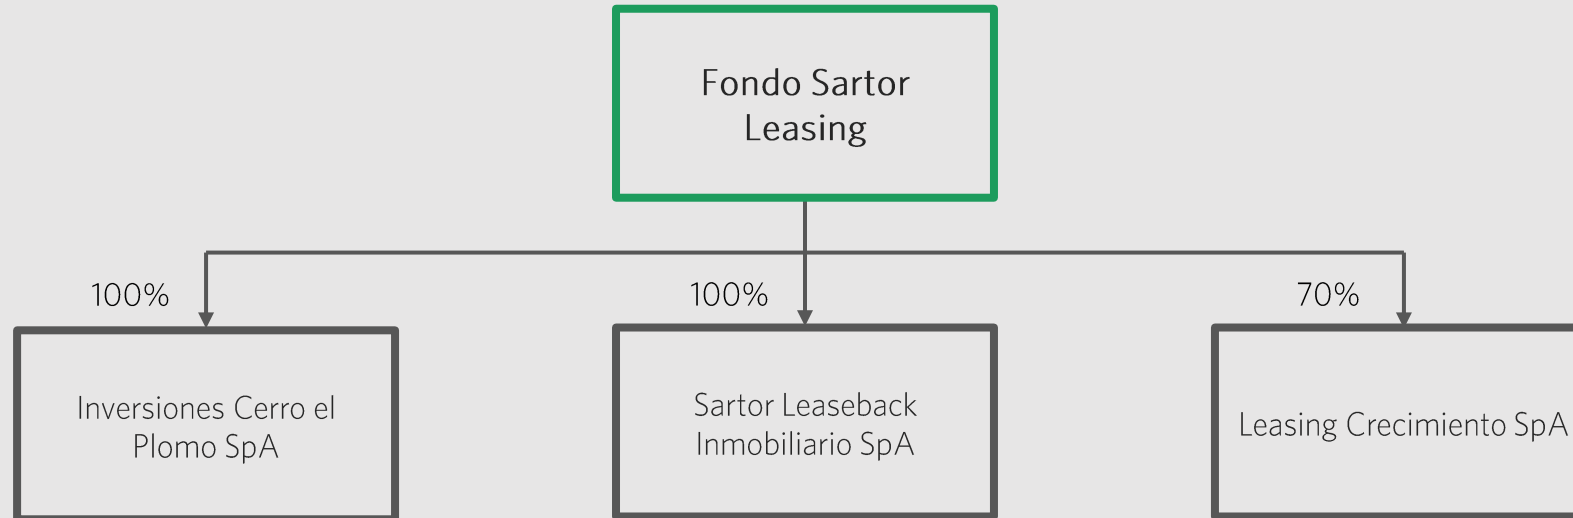 Fondo Sartor
Leasing
100%
100%
70%
Inversiones Cerro el
Plomo SpA
Sartor Leaseback
Inmobiliario SpA
Leasing Crecimiento SpA